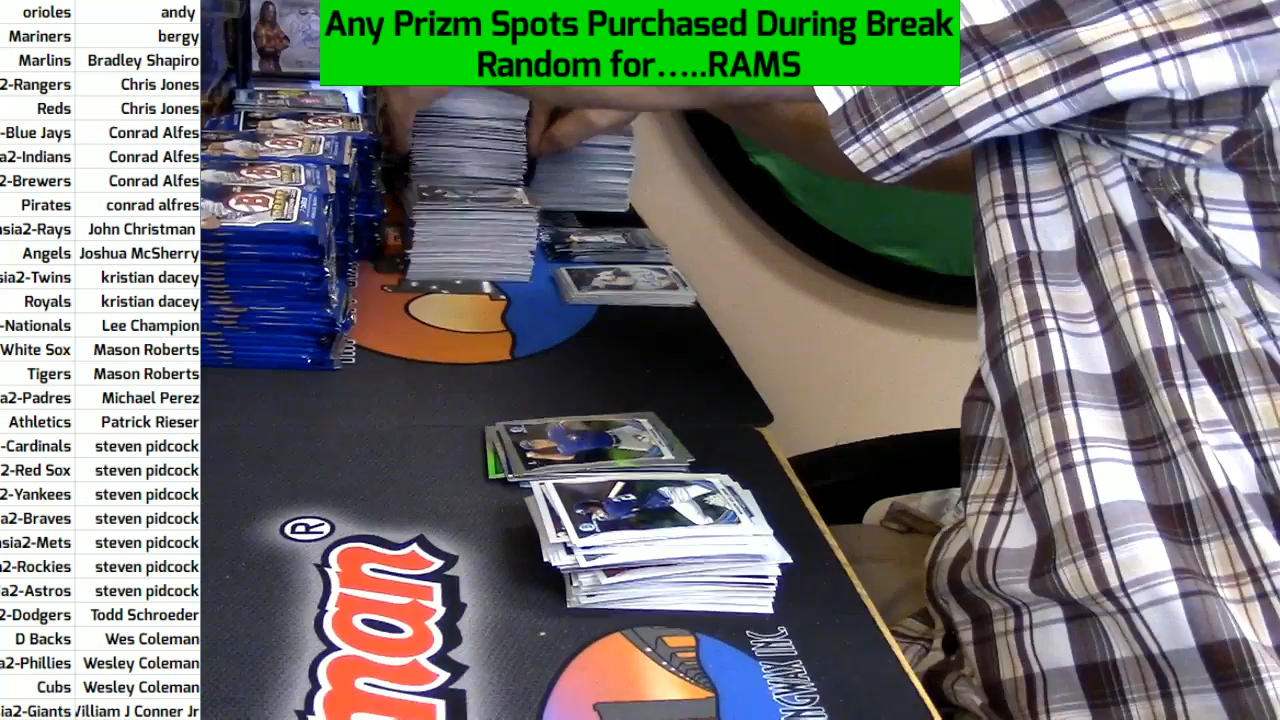 Any Prizm Spots Purchased During Break
Random for.....RAMS
orioles andy
Mariners bergy
Marlins Bradley Shapiro
2-Rangers Chris Jones
Reds Chris Jones
-Blue Jays Conrad Alfes
a2-Indians Conrad Alfes
2-Brewers Conrad Alfes
Pirates conrad alfres
asia2-Rays John Christman
Angels Joshua McSherry
sia2-Twins kristian dacey
Royals kristian dacey
-Nationals Lee Champion
White Sox Mason Roberts
Tigers Mason Roberts
a2-Padres Michael Perez
Athletics Patrick Rieser
-Cardinals steven pidcock
2-Red Sox steven pidcock
2-Yankees steven pidcock
a2-Braves steven pidcock
asia2-Mets steven pidcock
a2-Rockies steven pidcock
ia2-Astros steven pidcock
2-Dodgers Todd Schroeder
D Backs Wes Coleman
a2-Phillies Wesley Coleman
Cubs Wesley Coleman
sia2-Giants J Conner Jr
man ®
NGWAX INC.